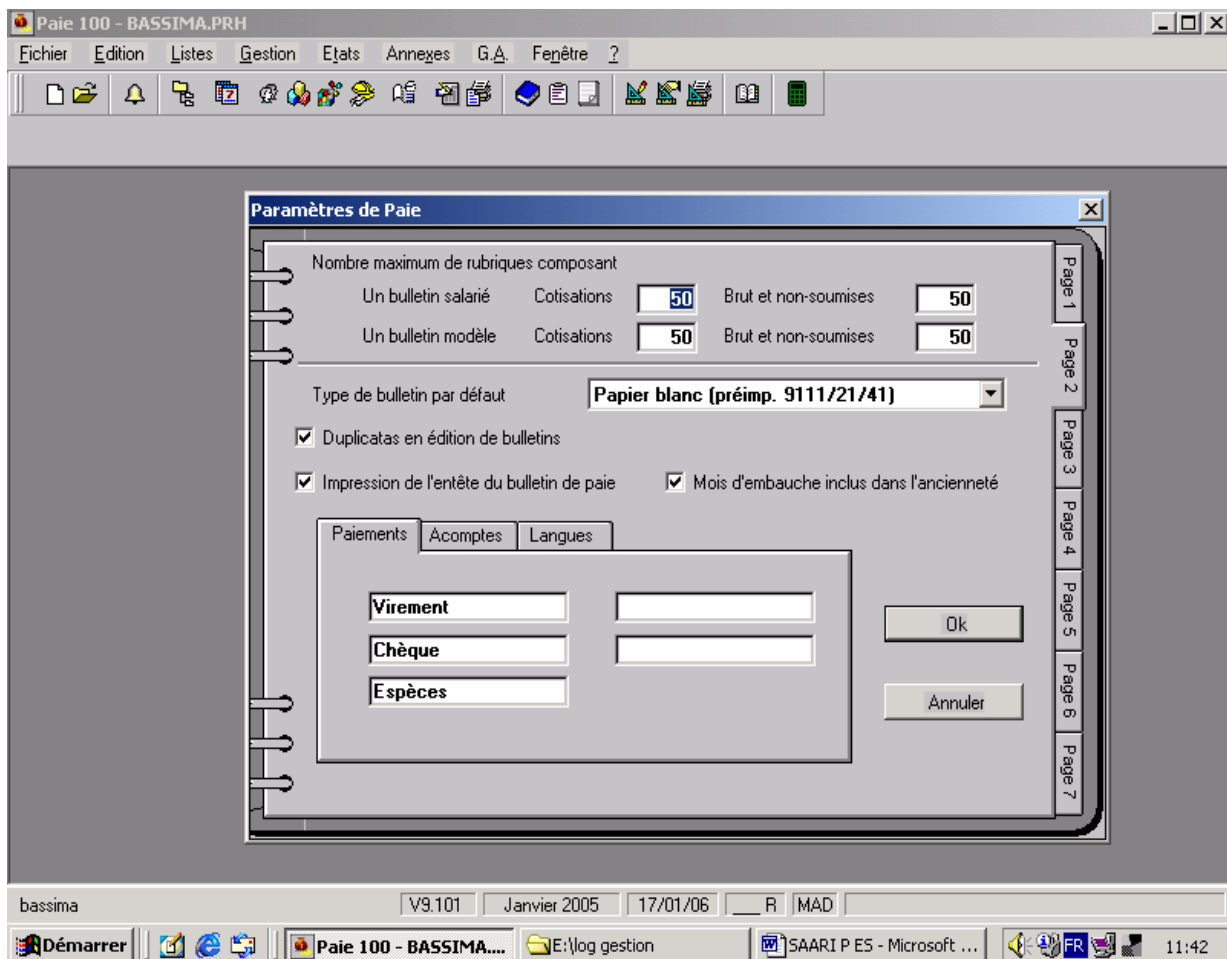 Paie 100 - BASSIMA.PRH
Fichier Edition Listes Gestion Etats Annexes G.A. Fenêtre ?
Paramètres de Paie
Nombre maximum de rubriques composant
Un bulletin salarié Cotisations 50 Brut et non-soumises 50
Un bulletin modèle Cotisations 50 Brut et non-soumises 50
Type de bulletin par défaut Papier blanc (préimp. 9111/21/41)
Duplicatas en édition de bulletins
Impression de l'entête du bulletin de paie Mois d'embauche inclus dans l'ancienneté
Paiements Acomptes Langues
Virement
Chèque
Espèces
Ok
Annuler
Page 1
Page 2
Page 3
Page 4
Page 5
Page 6
Page 7
bassima V9.101 Janvier 2005 17/01/06 ___ R MAD
Démarrer Paie 100 - BASSIMA.... E:\log gestion SAARI P ES - Microsoft ... FR 11:42